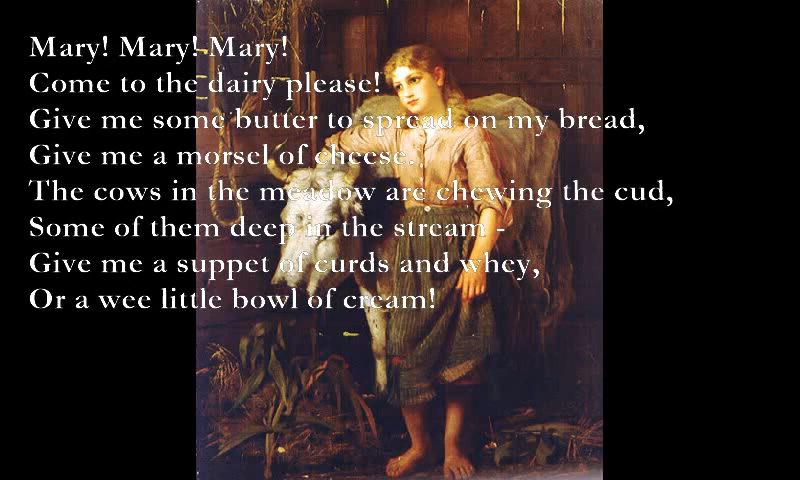 Mary! Mary! Mary!
Come to the dairy please!
Give me some butter to spread on my bread,
Give me a morsel of cheese.
The cows in the meadow are chewing the cud,
Some of them deep in the stream -
Give me a suppet of curds and whey,
Or a wee little bowl of cream!